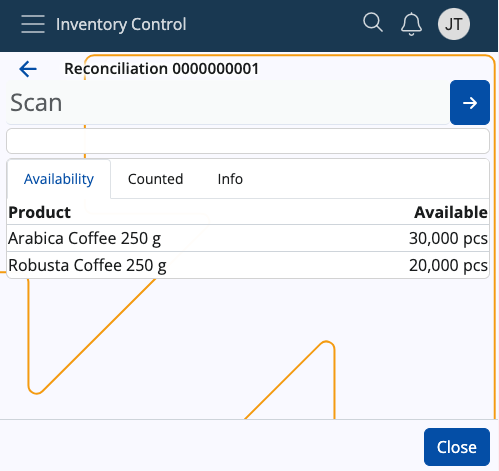 Inventory Control
JT
Reconciliation 0000000001
Scan
Availability Counted Info
Product Available
Arabica Coffee 250 g 30,000 pcs
Robusta Coffee 250 g 20,000 pcs
Close